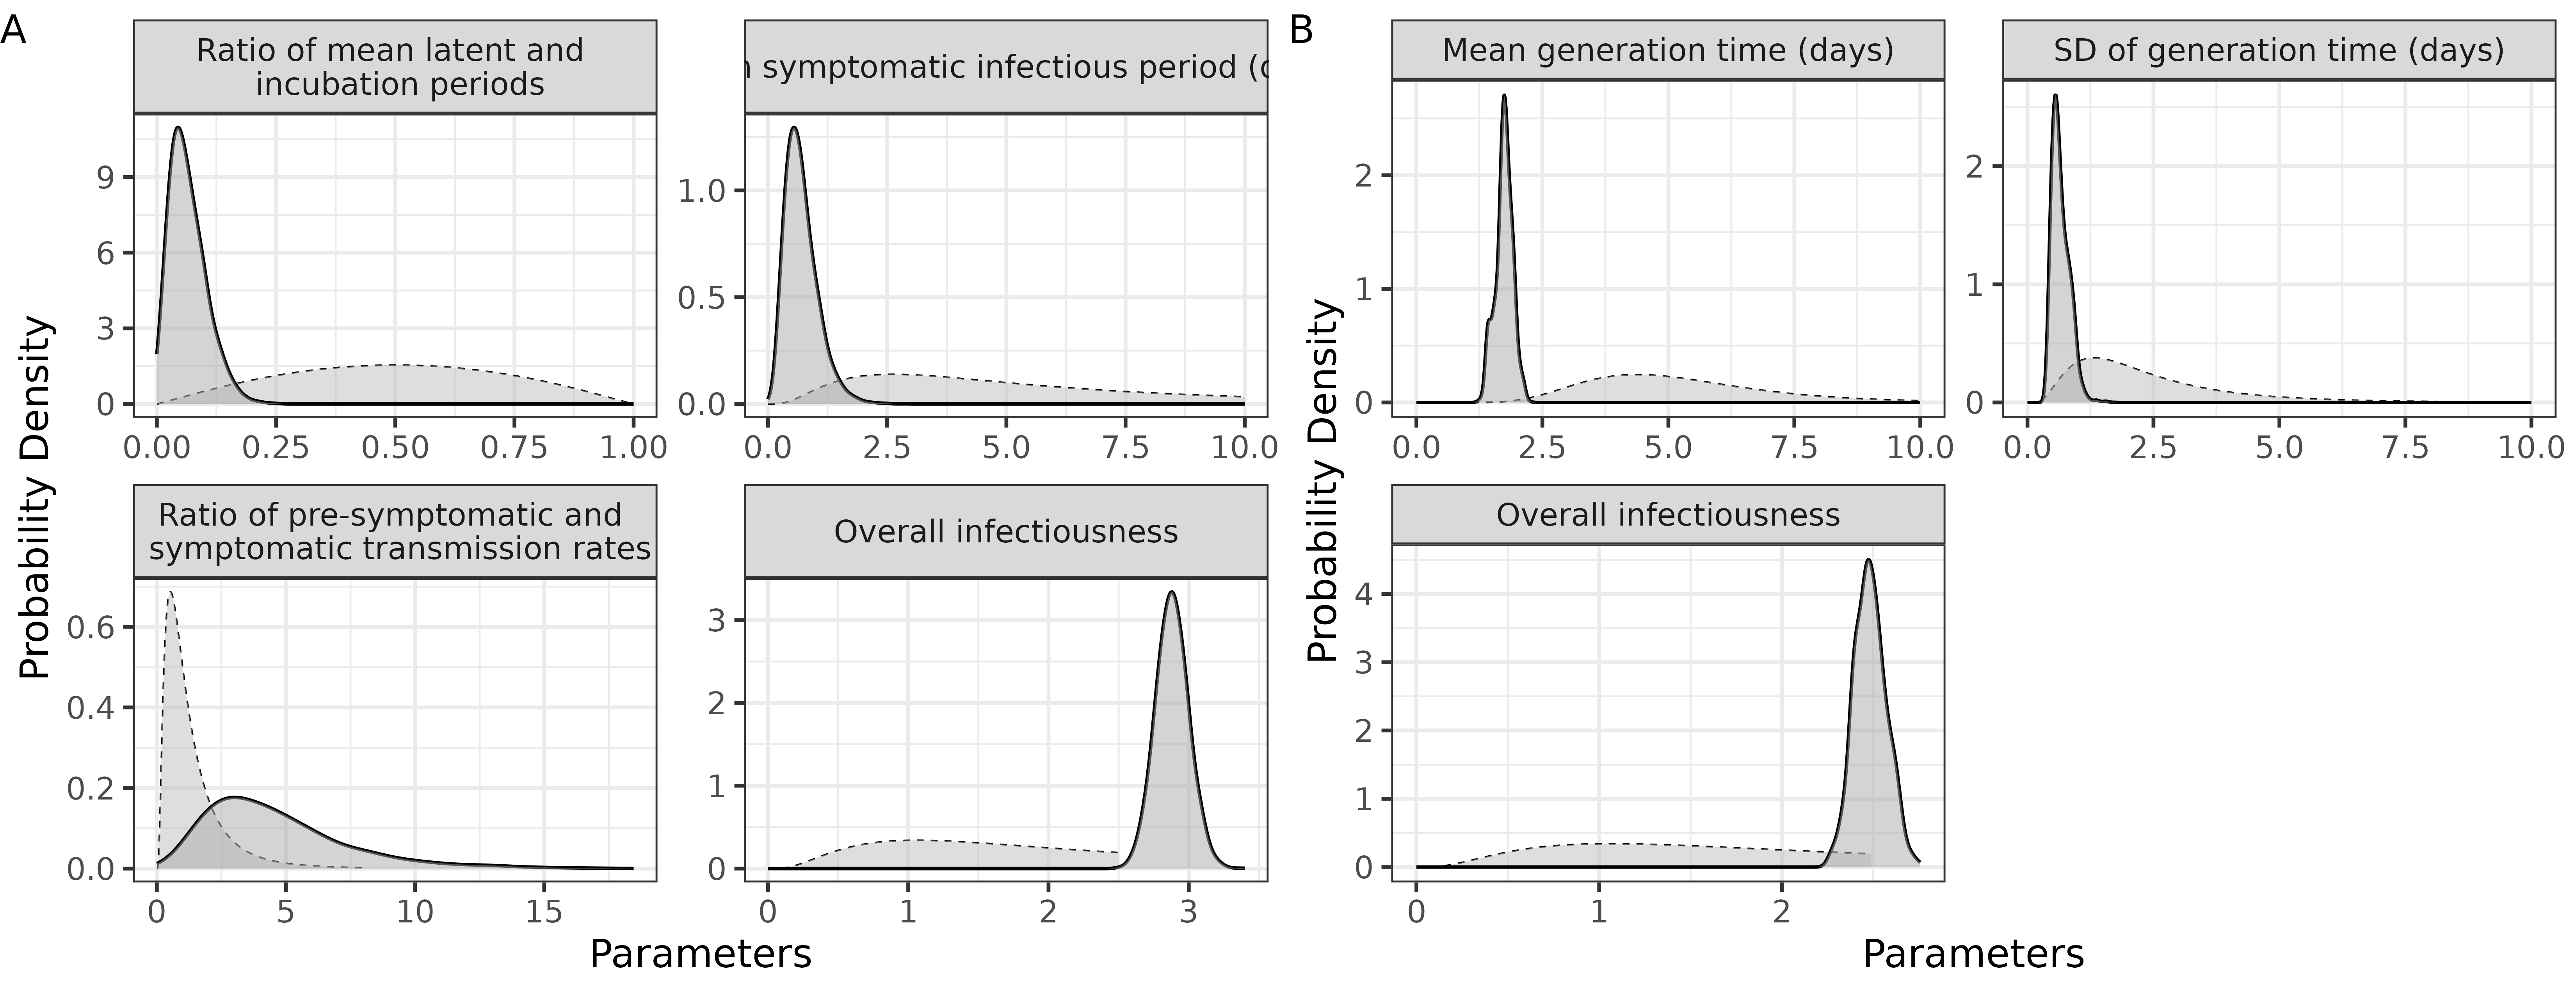 A
Ratio of mean latent and
incubation periods
symptomatic infectious period
9
6
3
0
0.00 0.25 0.50 0.75 1.00
1.0
0.5
0.0
0.0 2.5 5.0 7.5 10.0
Ratio of pre-symptomatic and
symptomatic transmission rates
Overall infectiousness
0.6
0.4
0.2
0.0
0 5 10 15
3
2
1
0
0 1 2 3
Probability Density
Parameters
B
Mean generation time (days)
SD of generation time (days)
2
1
0
0.0 2.5 5.0 7.5 10.0
2
1
0
0.0 2.5 5.0 7.5 10.0
Overall infectiousness
4
3
2
1
0
0 1 2
Probability Density
Parameters